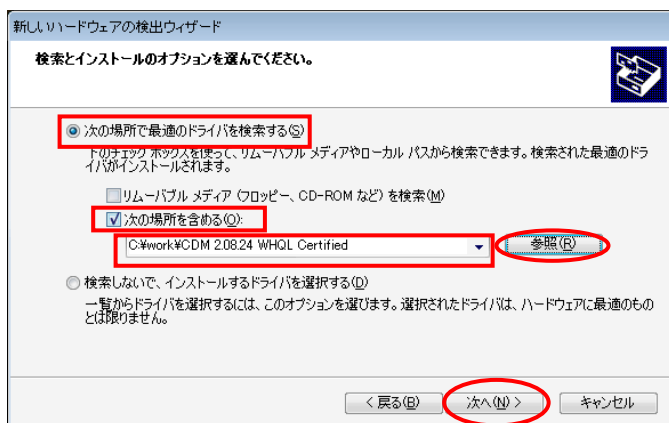 新しいハードウェアの検出ウィザード
検索とインストールのオプションを選んでください。
次の場所で最適のドライバを検索する(S)
下のチェック ボックスを使って、リムーバブル メディアやローカル パスから検索できます。検索された最適のドラ
イバがインストールされます。
リムーバブル メディア (フロッピー、CD-ROM など) を検索(M)
次の場所を含める(O):
C:¥work¥CDM 2.08.24 WHQL Certified
参照(R)
検索しないで、インストールするドライバを選択する(D)
一覧からドライバを選択するには、このオプションを選びます。選択されたドライバは、ハードウェアに最適のもの
とは限りません。
< 戻る(B)
次へ(N) >
キャンセル